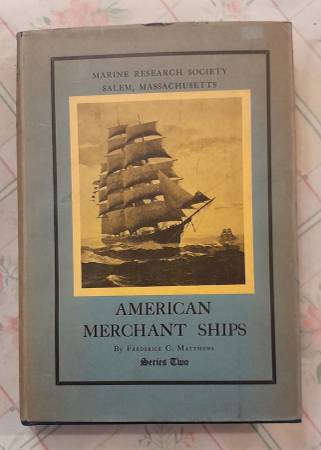 MARINE RESEARCH SOCIETY
SALEM, MASSACHUSETTS
AMERICAN
MERCHANT SHIPS
By FREDERICK C. MATTHEWS
Series Two